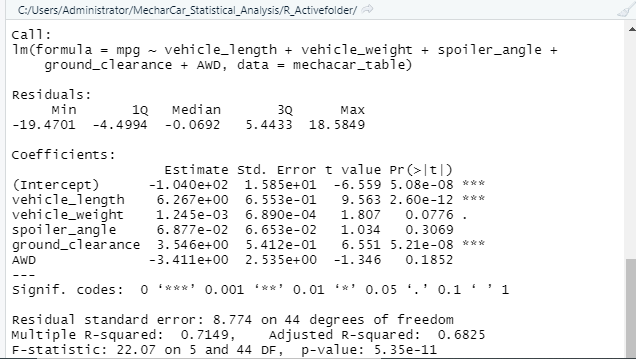 C:/Users/Administrator/MecharCar_Statistical_Analysis/R_Activefolder/
Call:
lm(formula = mpg ~ vehicle_length + vehicle_weight + spoiler_angle +
    ground_clearance + AWD, data = mechacar_table)
Residuals:
     Min       1Q   Median       3Q      Max
-19.4701  -4.4994  -0.0692   5.4433  18.5849
Coefficients:
                   Estimate Std. Error t value Pr(>|t|)
(Intercept)      -1.040e+02  1.585e+01  -6.559 5.08e-08 ***
vehicle_length    6.267e+00  6.553e-01   9.563 2.60e-12 ***
vehicle_weight    1.245e-03  6.890e-04   1.807   0.0776 .
spoiler_angle     6.877e-02  6.653e-02   1.034   0.3069
ground_clearance  3.546e+00  5.412e-01   6.551 5.21e-08 ***
AWD              -3.411e+00  2.535e+00  -1.346   0.1852
---
Signif. codes:  0 ‘***’ 0.001 ‘**’ 0.01 ‘*’ 0.05 ‘.’ 0.1 ‘ ’ 1
Residual standard error: 8.774 on 44 degrees of freedom
Multiple R-squared:  0.7149,    Adjusted R-squared:  0.6825
F-statistic: 22.07 on 5 and 44 DF,  p-value: 5.35e-11